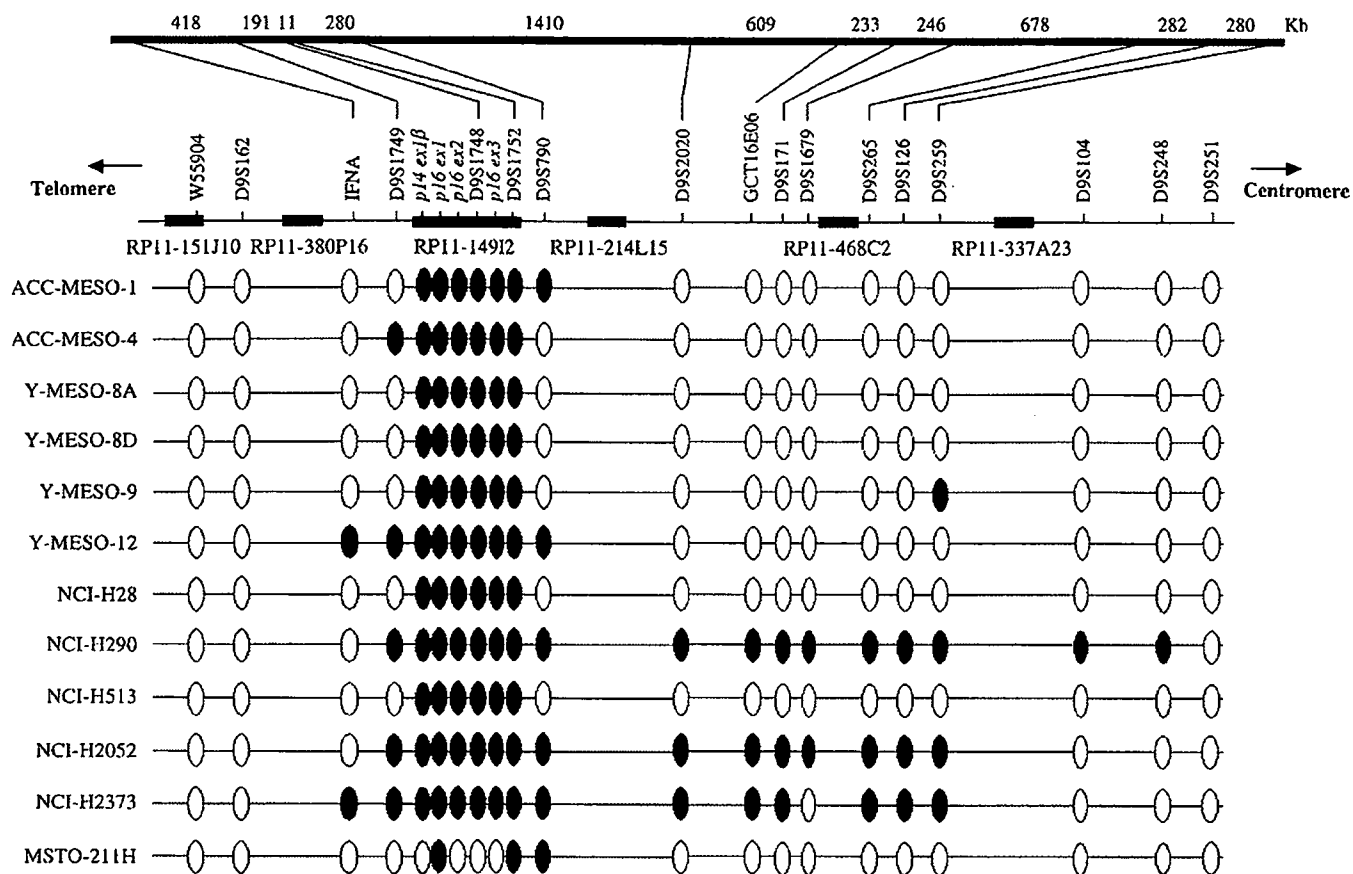 418 191 11 280 1410 609 233 246 678 282 280 Kb
W5S904
D9S162
IFNA
D9S1749
p14 ex1β
p16 ex1
p16 ex2
D9S1748
p16 ex3
D9S1752
D9S790
D9S2020
GCT16E06
D9S171
D9S1679
D9S265
D9S126
D9S259
D9S104
D9S248
D9S251
Telomere
Centromere
RP11-151J10 RP11-380P16 RP11-149I2 RP11-214L15 RP11-468C2 RP11-337A23
ACC-MESO-1
ACC-MESO-4
Y-MESO-8A
Y-MESO-8D
Y-MESO-9
Y-MESO-12
NCI-H28
NCI-H290
NCI-H513
NCI-H2052
NCI-H2373
MSTO-211H